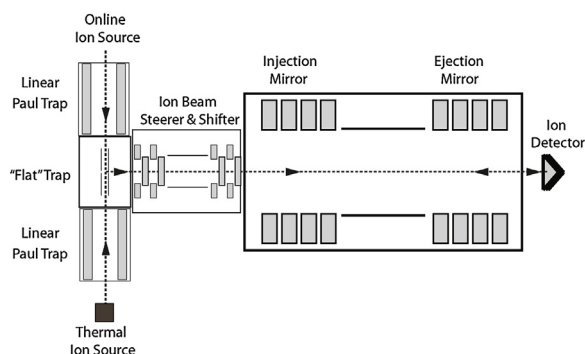 Online
Ion Source
Linear
Paul Trap
"Flat"Trap
Linear
Paul Trap
Thermal
Ion Source
Ion Beam
Steerer & Shifter
Injection
Mirror
Ejection
Mirror
Ion
Detector